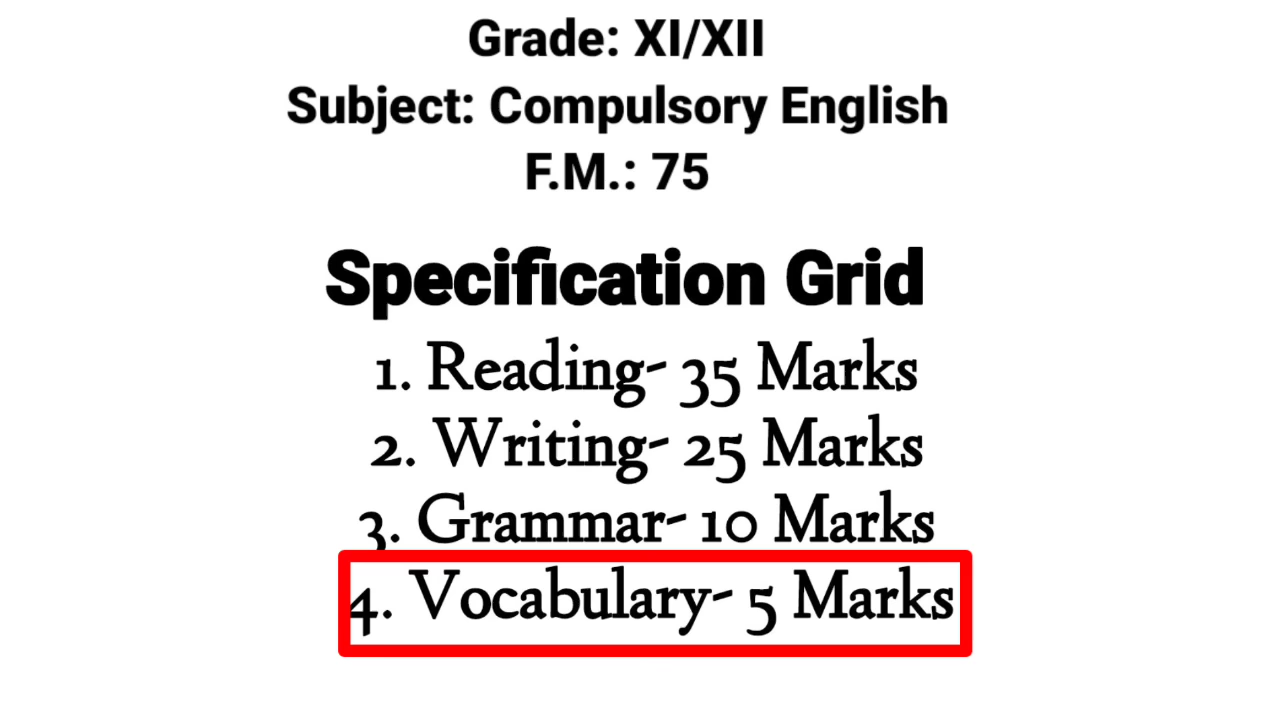 Grade: XI/XII
Subject: Compulsory English
F.M.: 75
Specification Grid
1. Reading- 35 Marks
2. Writing- 25 Marks
3. Grammar- 10 Marks
4. Vocabulary- 5 Marks